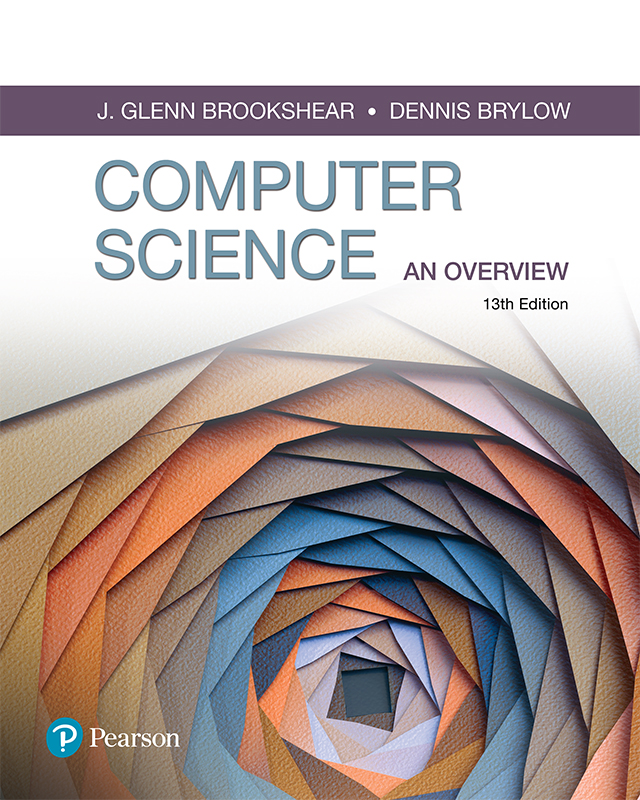 J. GLENN BROOKSHEAR • DENNIS BRYLOW
COMPUTER
SCIENCE AN OVERVIEW
13th Edition
P Pearson